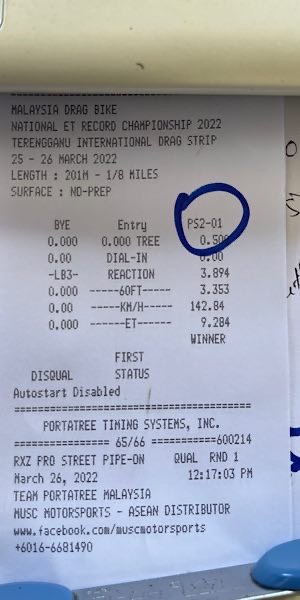 MALAYSIA DRAG BIKE
NATIONAL ET RECORD CHAMPIONSHIP 2022
TERENGGANU INTERNATIONAL DRAG STRIP
25 - 26 MARCH 2022
LENGTH : 201M - 1/8 MILES
SURFACE : NO-PREP
BYE Entry PS2-01
0.000 0.000 TREE 0.500
0.00 DIAL-IN 0.00
-LB3- REACTION 3.894
0.000 -----60FT----- 3.353
0.00 -----KM/H----- 142.84
0.000 ------ET------ 9.284
WINNER
FIRST
DISQUAL STATUS
Autostart Disabled
PORTATREE TIMING SYSTEMS, INC.
================ 65/66 ===========600214
RXZ PRO STREET PIPE-ON QUAL RND 1
March 26, 2022 12:17:03 PM
TEAM PORTATREE MALAYSIA
MUSC MOTORSPORTS - ASEAN DISTRIBUTOR
www.facebook.com/muscmotorsports
+6016-6681490